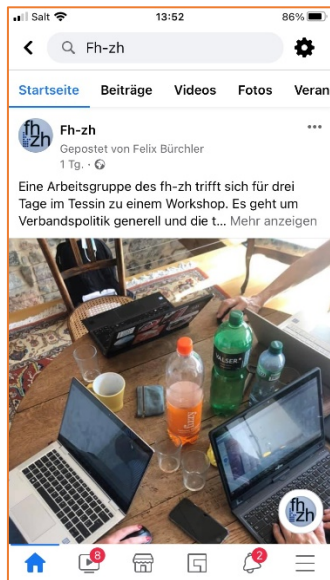 Salt 13:52 86%
Fh-zh
Startseite Beiträge Videos Fotos Veran
fh zh Fh-zh
Gepostet von Felix Bürchler
1 Tg.
Eine Arbeitsgruppe des fh-zh trifft sich für drei
Tage im Tessin zu einem Workshop. Es geht um
Verbandspolitik generell und die t... Mehr anzeigen
VALSER
fh
zh
8 2